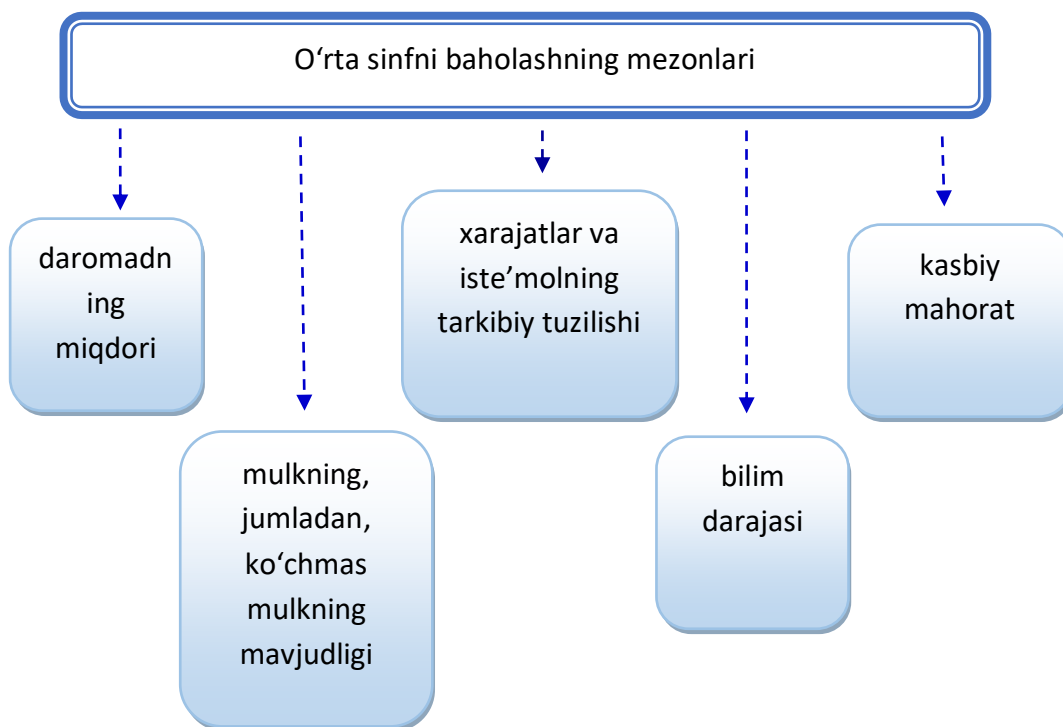 O‘rta sinfni baholashning mezonlari
daromadn
ing
miqdori
mulkning,
jumladan,
ko‘chmas
mulkning
mavjudligi
xarajatlar va
iste’molning
tarkibiy tuzilishi
bilim
darajasi
kasbiy
mahorat